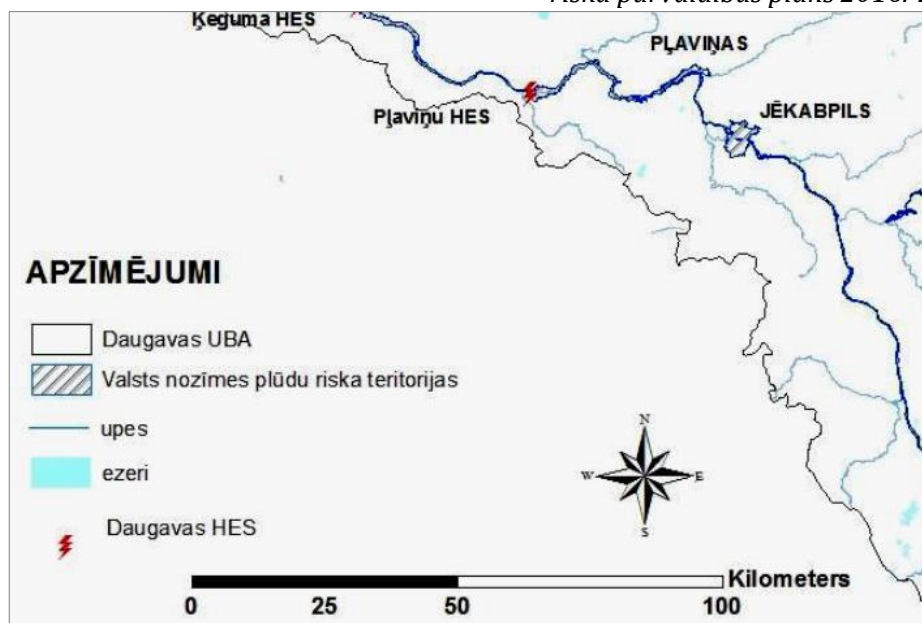 Ķeguma HES
PĻAVIŅAS
JĒKABPILS
Pļaviņu HES
APZĪMĒJUMI
Daugavas UBA
Valsts nozīmes plūdu riska teritorijas
upes
ezeri
Daugavas HES
N
W E
S
Kilometers
0 25 50 100